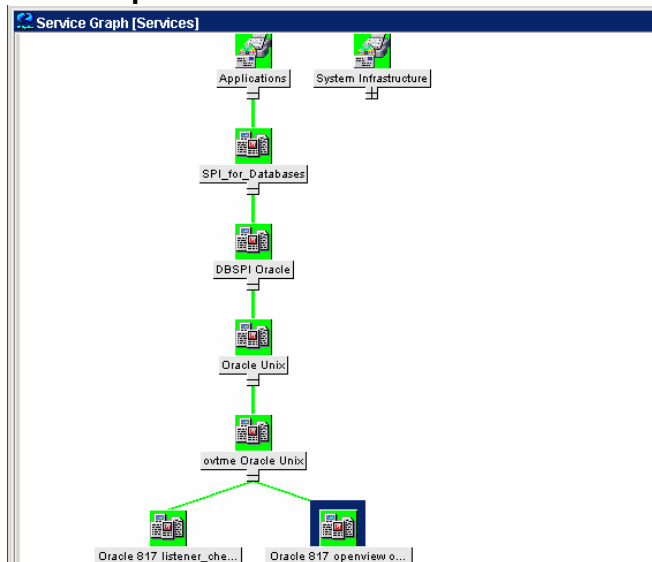 Service Graph [Services]
Applications
System Infrastructure
SPI_for_Databases
DBSPI Oracle
Oracle Unix
ovtme Oracle Unix
Oracle 817 listener_che...
Oracle 817 openview o...